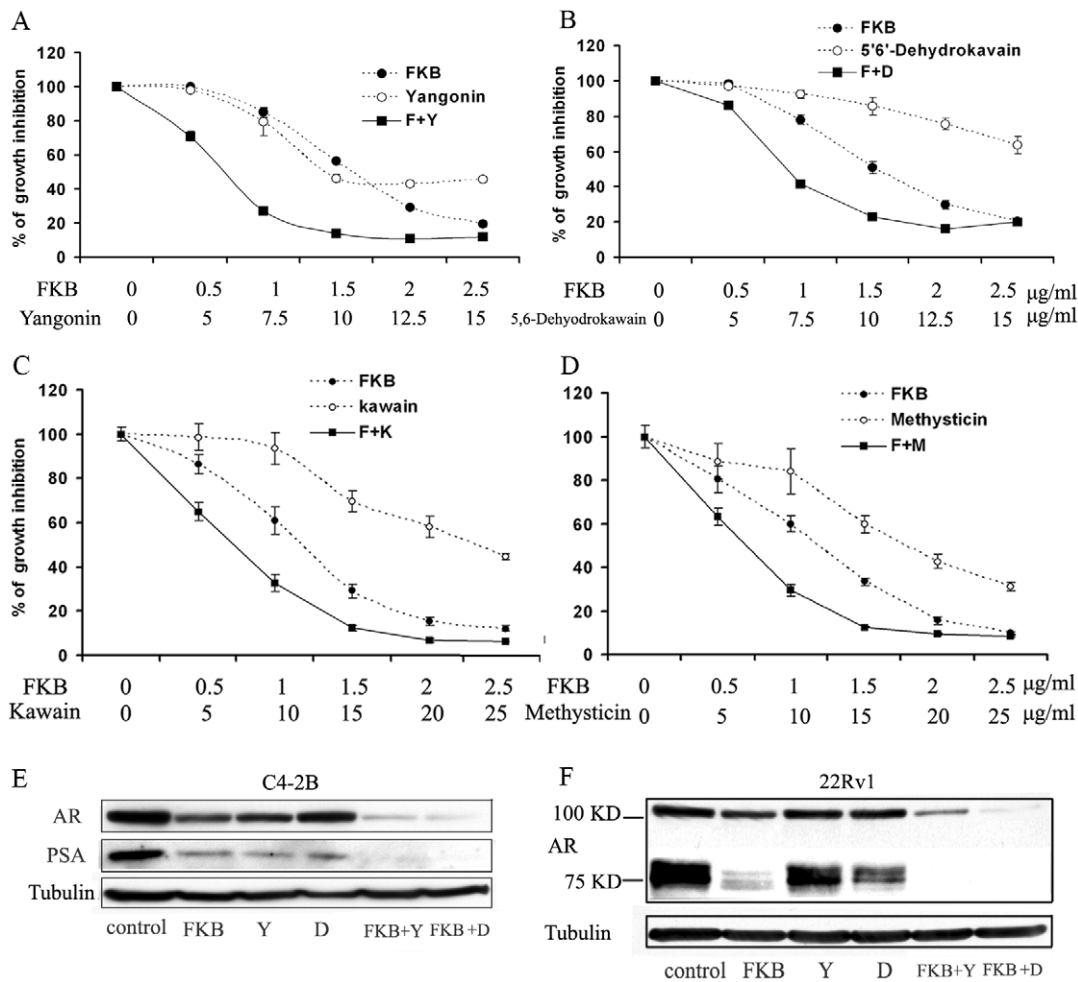 A
FKB
Yangonin
F+Y
% of growth inhibition
120
100
80
60
40
20
0
FKB 0 0.5 1 1.5 2 2.5
Yangonin 0 5 7.5 10 12.5 15
B
FKB
5'6'-Dehydrokavain
F+D
% of growth inhibition
120
100
80
60
40
20
0
FKB 0 0.5 1 1.5 2 2.5 µg/ml
5,6-Dehyodrokawain 0 5 7.5 10 12.5 15 µg/ml
C
FKB
kawain
F+K
% of growth inhibition
120
100
80
60
40
20
0
FKB 0 0.5 1 1.5 2 2.5
Kawain 0 5 10 15 20 25
D
FKB
Methysticin
F+M
120
100
80
60
40
20
0
FKB 0 0.5 1 1.5 2 2.5 µg/ml
Methysticin 0 5 10 15 20 25 µg/ml
E
C4-2B
AR
PSA
Tubulin
control FKB Y D FKB+Y FKB +D
F
22Rv1
100 KD
AR
75 KD
Tubulin
control FKB Y D FKB+Y FKB +D